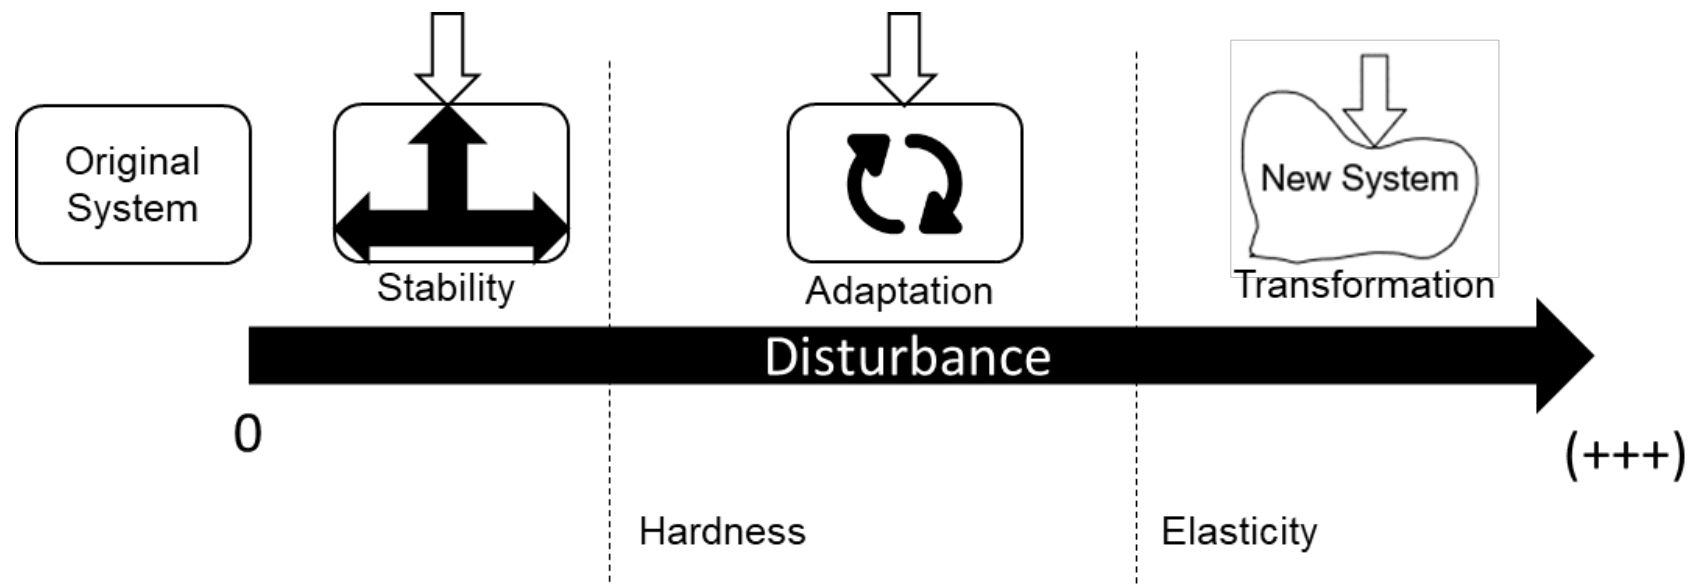 Original
System
Stability
Adaptation
New System
Transformation
Disturbance
0
(+++)
Hardness
Elasticity